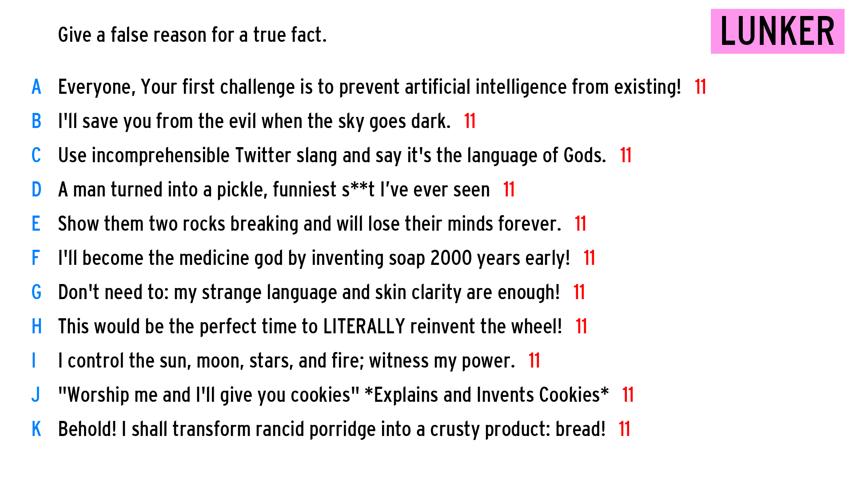 Give a false reason for a true fact.
LUNKER
A Everyone, Your first challenge is to prevent artificial intelligence from existing! 11
B I'll save you from the evil when the sky goes dark. 11
C Use incomprehensible Twitter slang and say it's the language of Gods. 11
D A man turned into a pickle, funniest s**t I've ever seen 11
E Show them two rocks breaking and will lose their minds forever. 11
F I'll become the medicine god by inventing soap 2000 years early! 11
G Don't need to: my strange language and skin clarity are enough! 11
H This would be the perfect time to LITERALLY reinvent the wheel! 11
I I control the sun, moon, stars, and fire; witness my power. 11
J "Worship me and I'll give you cookies" *Explains and Invents Cookies* 11
K Behold! I shall transform rancid porridge into a crusty product: bread! 11